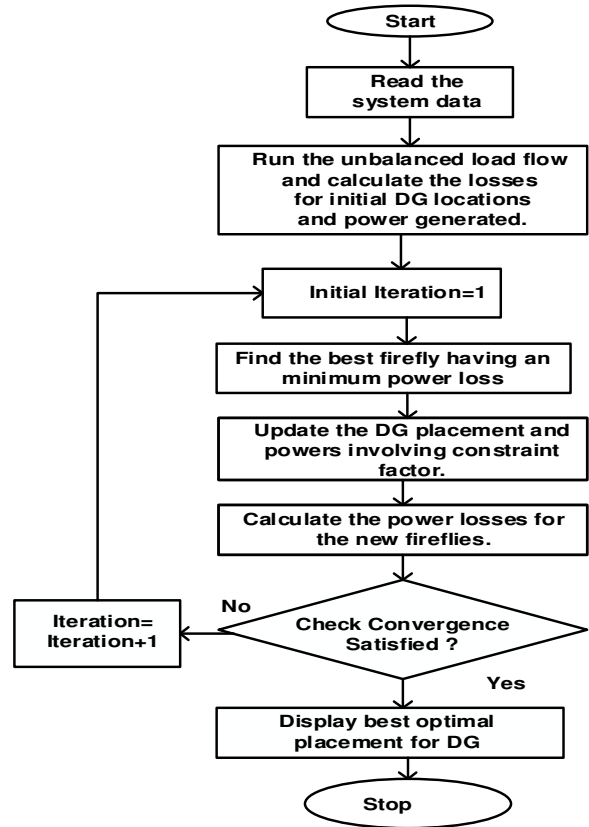 Start
Read the
system data
Run the unbalanced load flow
and calculate the losses
for initial DG locations
and power generated.
Initial Iteration=1
Find the best firefly having an
minimum power loss
Update the DG placement and
powers involving constraint
factor.
Calculate the power losses for
the new fireflies.
No
Iteration=
Iteration+1
Check Convergence
Satisfied ?
Yes
Display best optimal
placement for DG
Stop